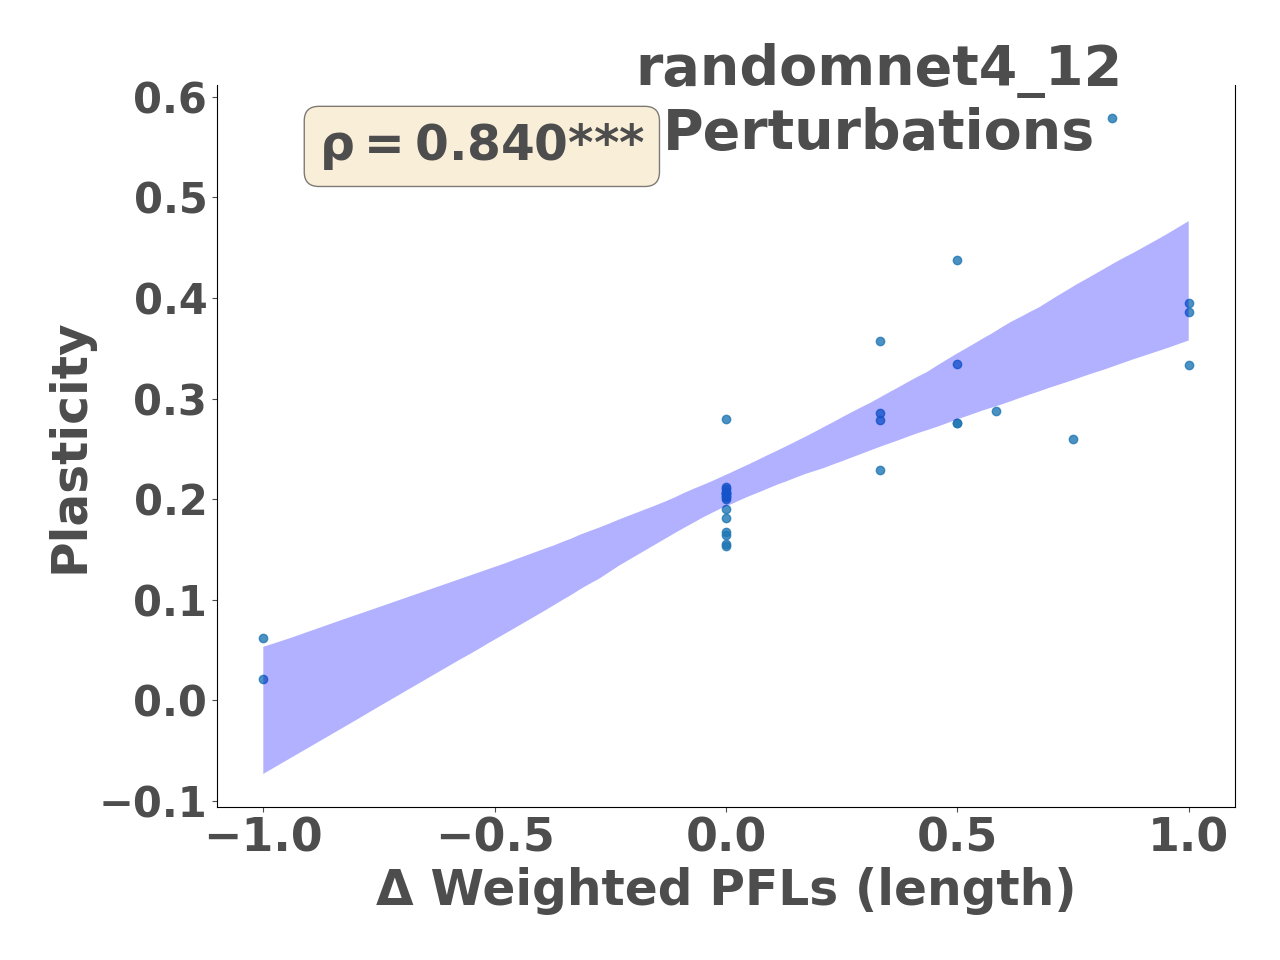 randomnet4_12
Perturbations
ρ = 0.840***
0.6
0.5
0.4
0.3
0.2
0.1
0.0
−0.1
Plasticity
−1.0
−0.5
0.0
0.5
1.0
Δ Weighted PFLs (length)